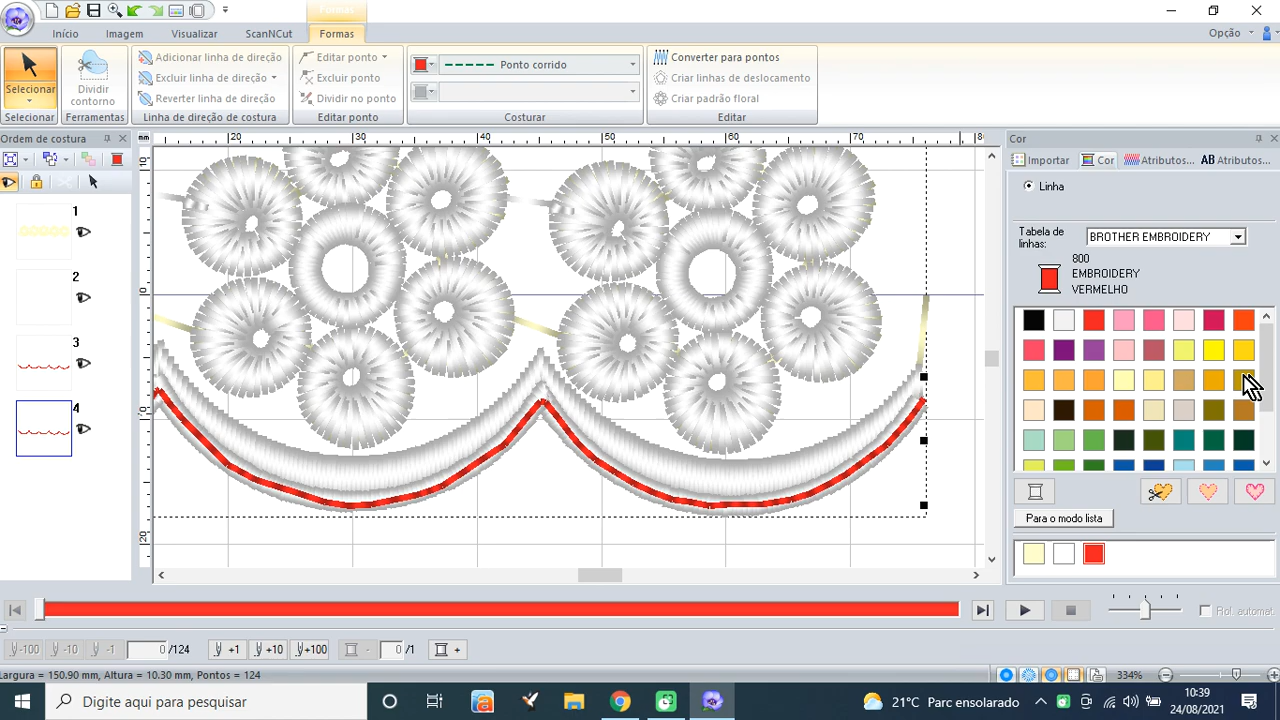 Formas
Início
Imagem
Visualizar
ScanNCut
Formas
Opção
Selecionar
Dividir contorno
Adicionar linha de direção
Excluir linha de direção
Reverter linha de direção
Editar ponto
Excluir ponto
Dividir no ponto
Ponto corrido
Converter para pontos
Criar linhas de deslocamento
Criar padrão floral
Selecionar
Ferramentas
Linha de direção de costura
Editar ponto
Costurar
Editar
Ordem de costura
mm
20
30
40
50
60
70
Cor
Importar
Cor
Atributos...
AB Atributos...
Linha
Tabela de linhas:
BROTHER EMBROIDERY
800
EMBROIDERY
VERMELHO
1
2
3
4
Para o modo lista
Rol. automát.
-100
-10
-1
0 /124
+1
+10
+100
-
0 /1
+
Largura = 150.90 mm, Altura = 10.30 mm, Pontos = 124
334%
Digite aqui para pesquisar
21°C Parc ensolarado
10:39
24/08/2021